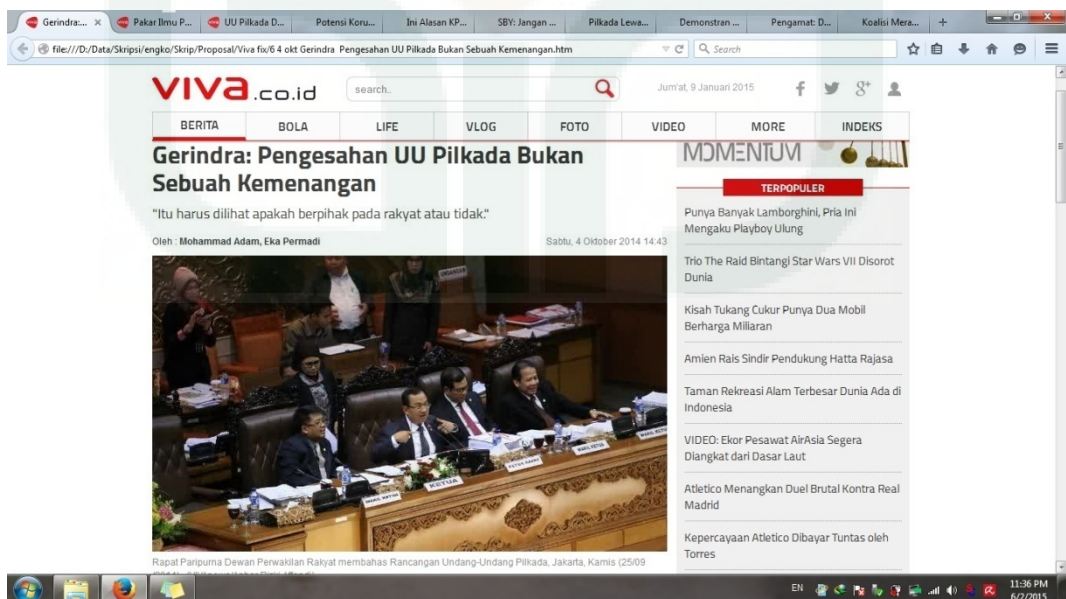 Gerindra:...
Pakar Ilmu P...
UU Pilkada D...
Potensi Koru...
Ini Alasan KP...
SBY: Jangan ...
Pilkada Lewa...
Demonstran ...
Pengamat: D...
Koalisi Mera...
file:///D:/Data/Skripsi/engko/Skrip/Proposal/Viva fix/6 4 okt Gerindra Pengesahan UU Pilkada Bukan Sebuah Kemenangan.htm
Search
VIVA.co.id
search..
Jum'at, 9 Januari 2015
BERITA BOLA LIFE VLOG FOTO VIDEO MORE INDEKS
Gerindra: Pengesahan UU Pilkada Bukan
Sebuah Kemenangan
"Itu harus dilihat apakah berpihak pada rakyat atau tidak."
Oleh : Mohammad Adam, Eka Permadi
Sabtu, 4 Oktober 2014 14:43
UNDANGAN
WAKIL KETUA
KETUA
WAKIL KETUA
WAKIL KETUA
Rapat Paripurna Dewan Perwakilan Rakyat membahas Rancangan Undang-Undang Pilkada, Jakarta, Kamis (25/09
MOMENTUM
TERPOPULER
Punya Banyak Lamborghini, Pria Ini
Mengaku Playboy Ulung
Trio The Raid Bintangi Star Wars VII Disorot
Dunia
Kisah Tukang Cukur Punya Dua Mobil
Berharga Miliaran
Amien Rais Sindir Pendukung Hatta Rajasa
Taman Rekreasi Alam Terbesar Dunia Ada di
Indonesia
VIDEO: Ekor Pesawat AirAsia Segera
Diangkat dari Dasar Laut
Atletico Menangkan Duel Brutal Kontra Real
Madrid
Kepercayaan Atletico Dibayar Tuntas oleh
Torres
EN
11:36 PM
6/2/2015